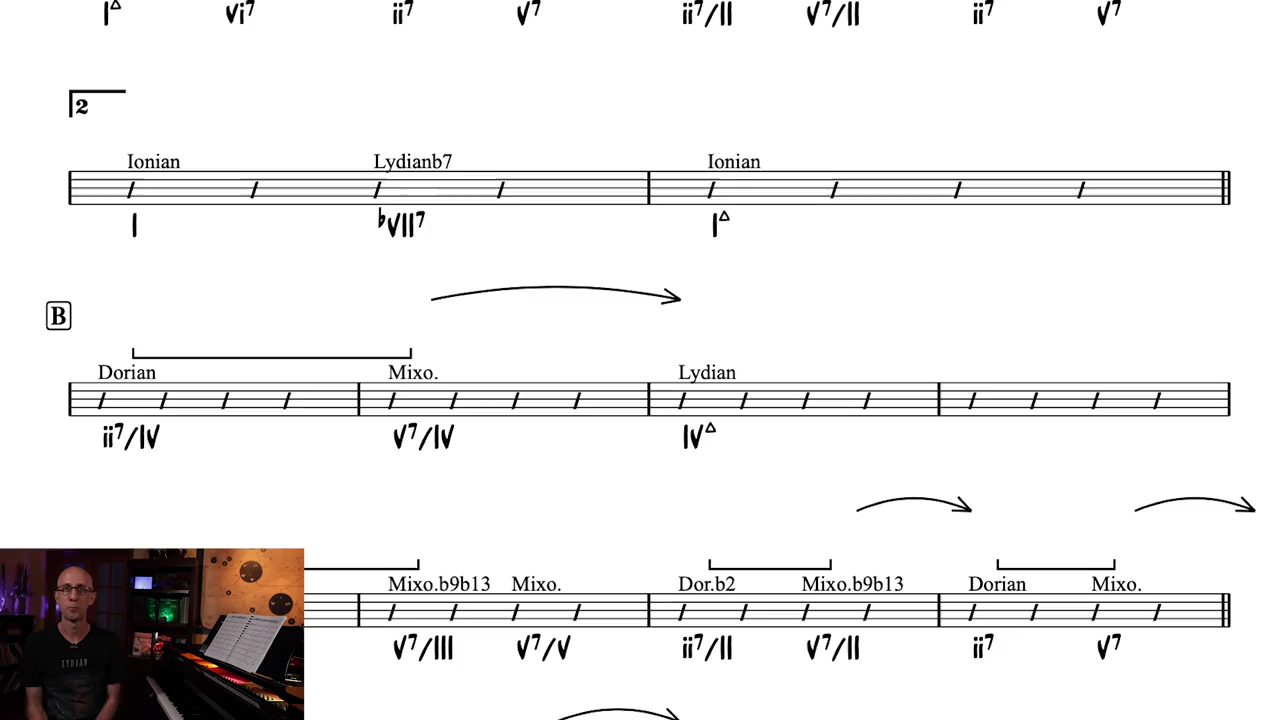 I△ vi7 ii7 V7 ii7/II V7/II ii7 V7
2
Ionian Lydianb7 Ionian
I ♭VII7 I△
B
Dorian Mixo. Lydian
ii7/IV V7/IV IV△
Mixo.b9b13 Mixo. Dor.b2 Mixo.b9b13 Dorian Mixo.
V7/III V7/V ii7/II V7/II ii7 V7
LYDIAN